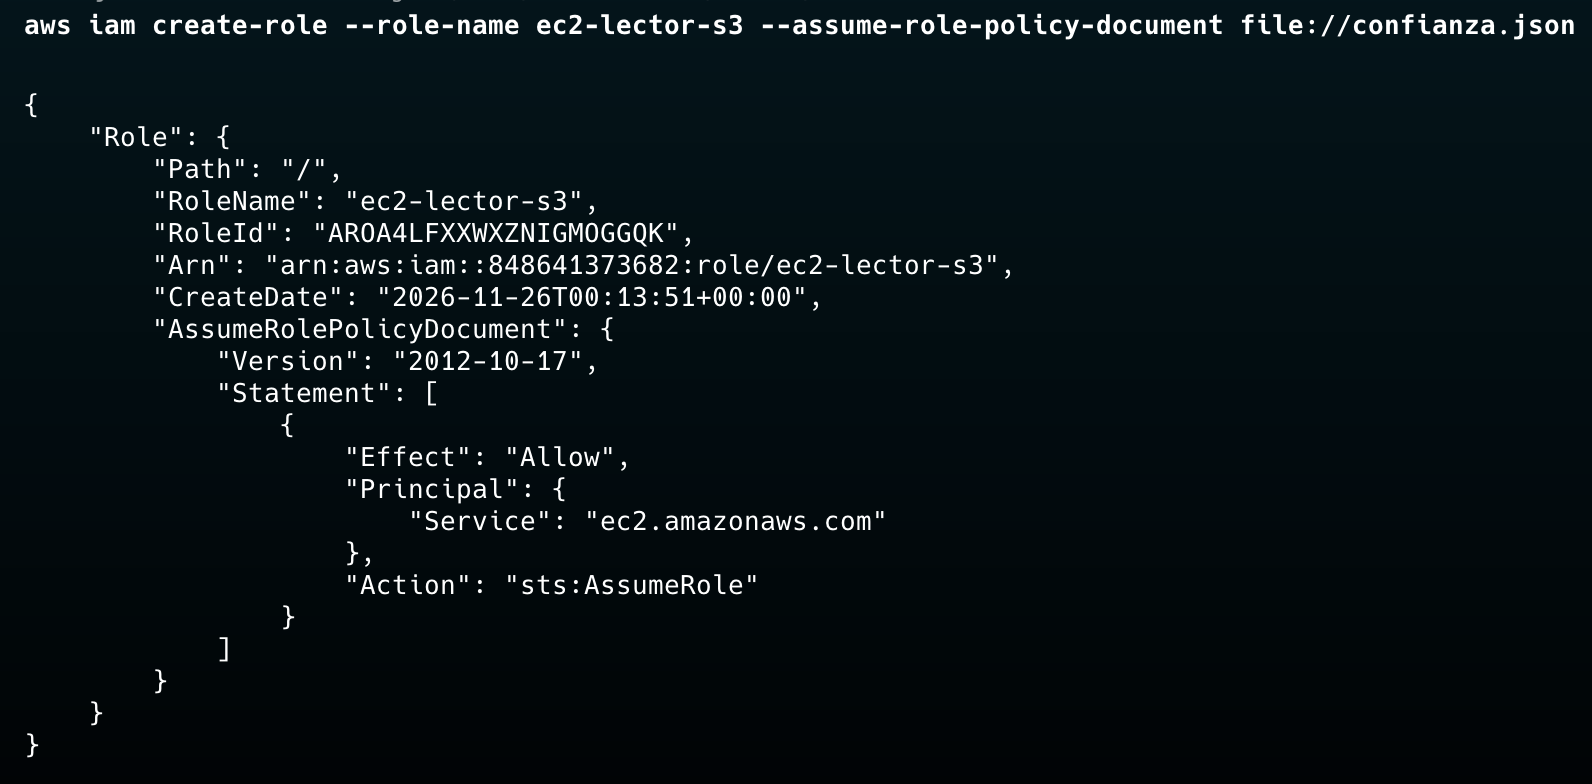 aws iam create-role --role-name ec2-lector-s3 --assume-role-policy-document file://confianza.json
{
    "Role": {
        "Path": "/",
        "RoleName": "ec2-lector-s3",
        "RoleId": "AROA4LFXXWXZNIGMOGGQK",
        "Arn": "arn:aws:iam::848641373682:role/ec2-lector-s3",
        "CreateDate": "2026-11-26T00:13:51+00:00",
        "AssumeRolePolicyDocument": {
            "Version": "2012-10-17",
            "Statement": [
                {
                    "Effect": "Allow",
                    "Principal": {
                        "Service": "ec2.amazonaws.com"
                    },
                    "Action": "sts:AssumeRole"
                }
            ]
        }
    }
}